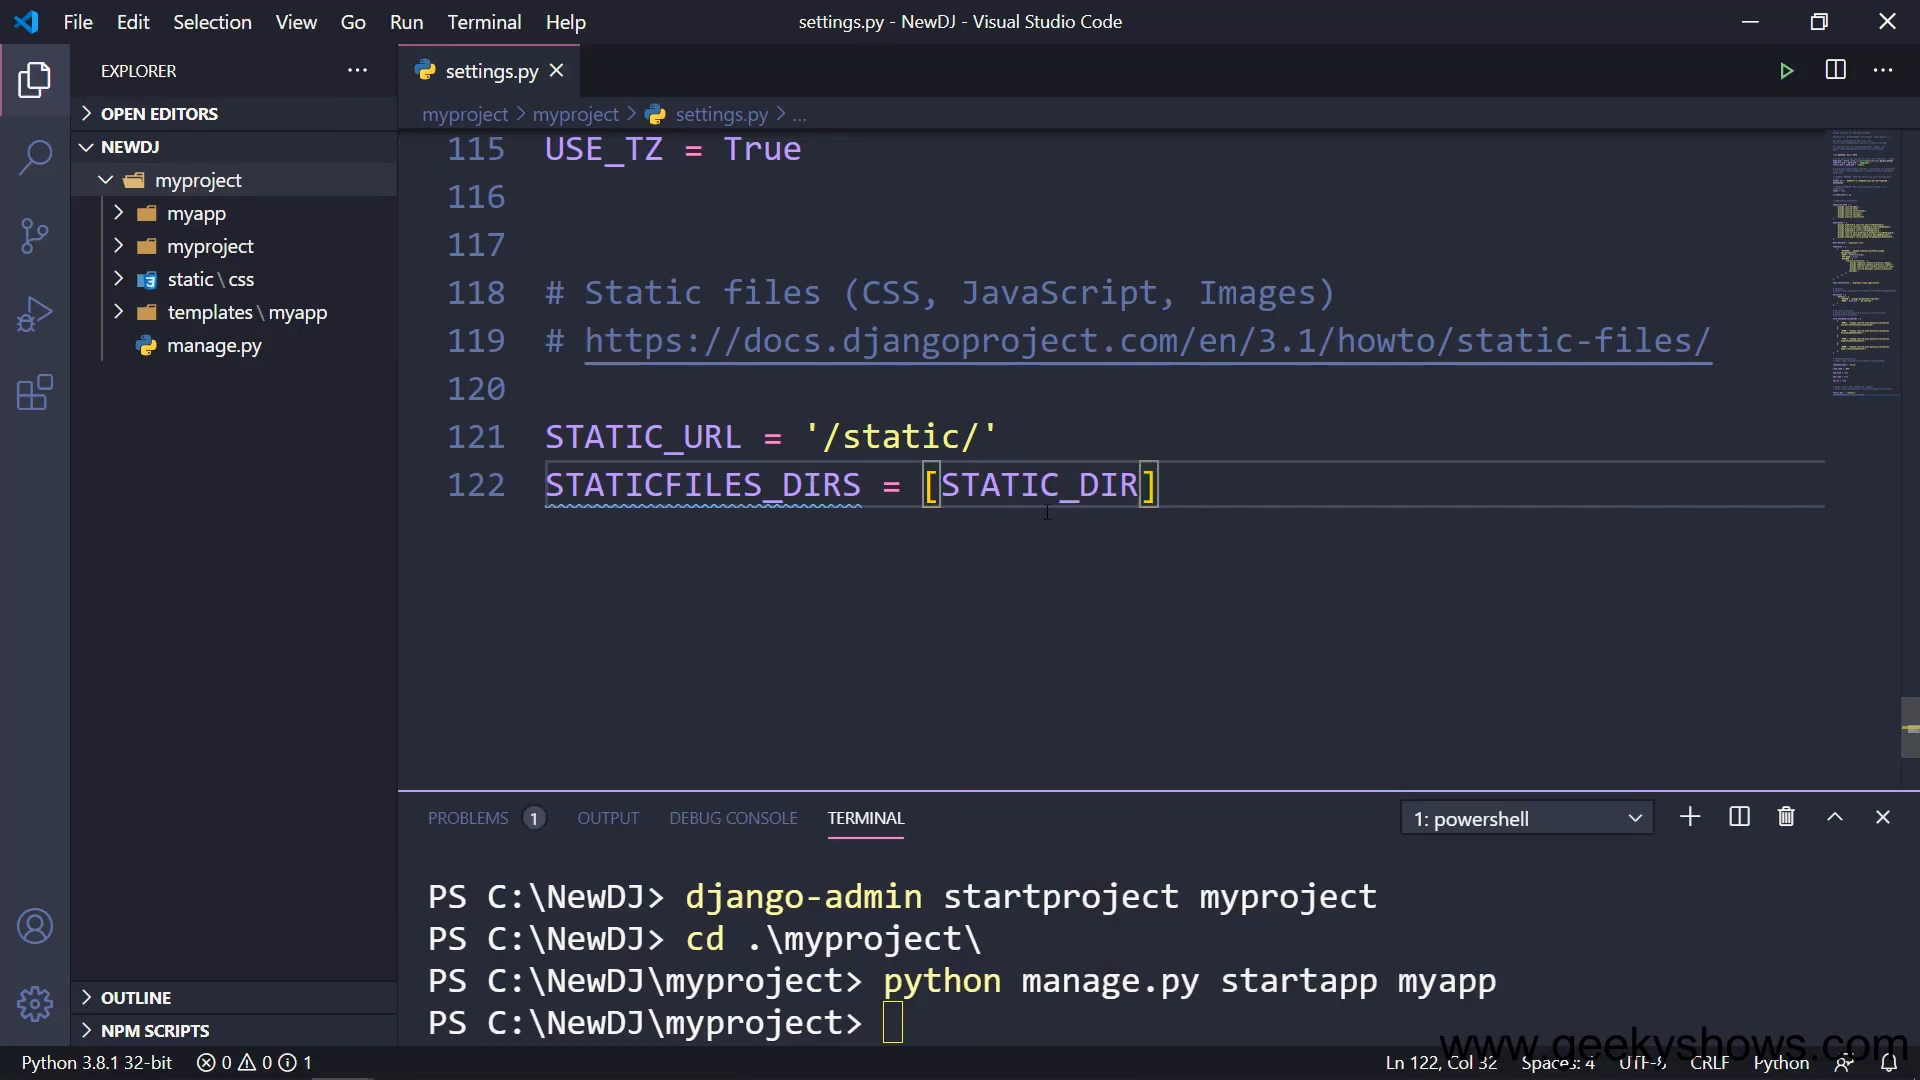 File Edit Selection View Go Run Terminal Help
settings.py - NewDJ - Visual Studio Code
EXPLORER
OPEN EDITORS
NEWDJ
myproject
myapp
myproject
static\css
templates\myapp
manage.py
OUTLINE
NPM SCRIPTS
settings.py
myproject > myproject > settings.py > ...
115 USE_TZ = True
116
117
118 # Static files (CSS, JavaScript, Images)
119 # https://docs.djangoproject.com/en/3.1/howto/static-files/
120
121 STATIC_URL = '/static/'
122 STATICFILES_DIRS = [STATIC_DIR]
PROBLEMS 1 OUTPUT DEBUG CONSOLE TERMINAL
1: powershell
PS C:\NewDJ> django-admin startproject myproject
PS C:\NewDJ> cd .\myproject\
PS C:\NewDJ\myproject> python manage.py startapp myapp
PS C:\NewDJ\myproject>
www.geekyshows.com
Python 3.8.1 32-bit 0 0 1
Ln 122, Col 32 Spaces: 4 UTF-8 CRLF Python